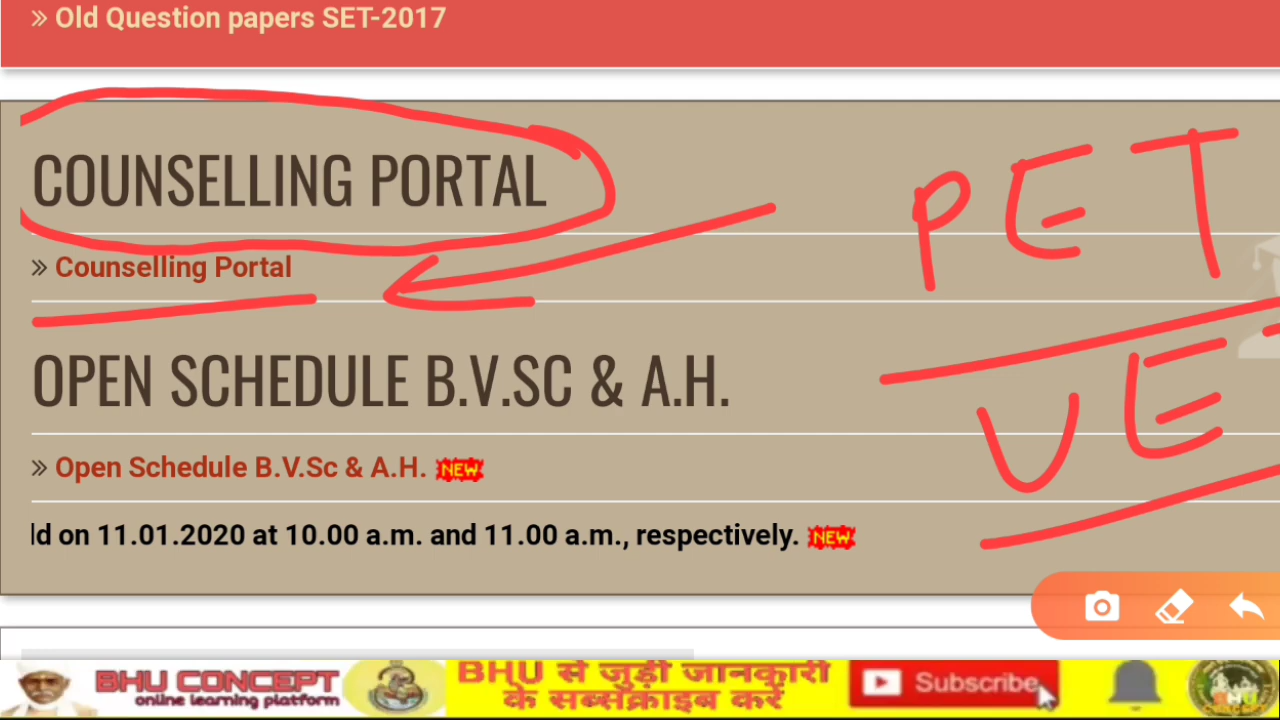 » Old Question papers SET-2017
COUNSELLING PORTAL
» Counselling Portal
PET
OPEN SCHEDULE B.V.SC & A.H.
UE
» Open Schedule B.V.Sc & A.H. NEW
ld on 11.01.2020 at 10.00 a.m. and 11.00 a.m., respectively. NEW
BHU CONCEPT
online learning platform
BHU से जुड़ी जानकारी
के सब्सक्राइब करें
Subscribe